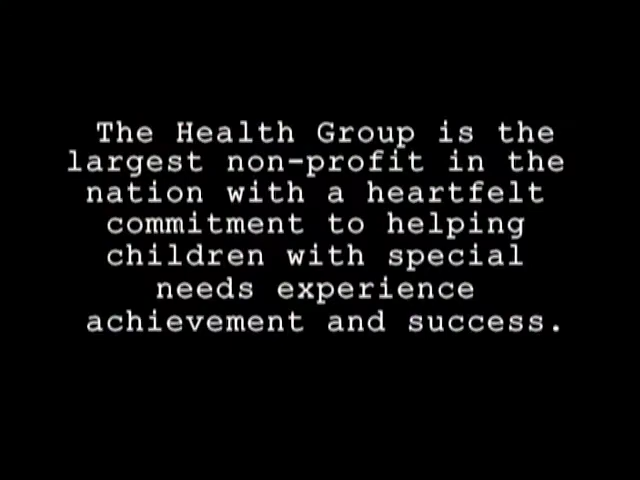 The Health Group is the
largest non-profit in the
nation with a heartfelt
commitment to helping
children with special
needs experience
achievement and success.